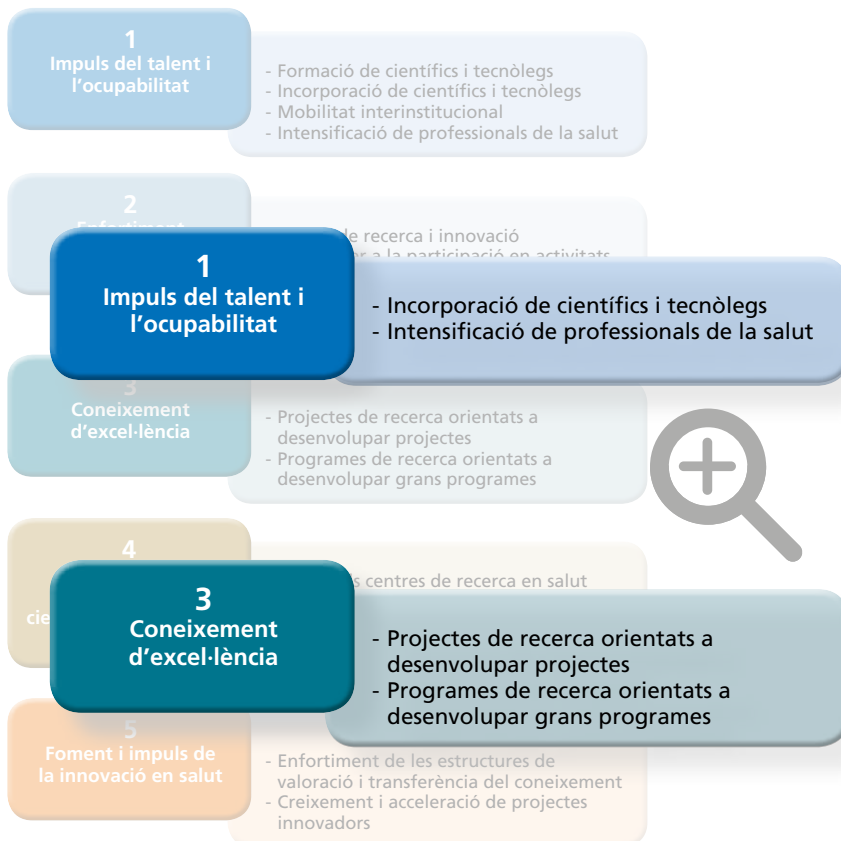 1
Impuls del talent i
l'ocupabilitat
- Formació de científics i tecnòlegs
- Incorporació de científics i tecnòlegs
- Mobilitat interinstitucional
- Intensificació de professionals de la salut
2
de recerca i innovació
a la participació en activitats
1
Impuls del talent i
l'ocupabilitat
- Incorporació de científics i tecnòlegs
- Intensificació de professionals de la salut
3
Coneixement
d'excel·lència
- Projectes de recerca orientats a
desenvolupar projectes
- Programes de recerca orientats a
desenvolupar grans programes
4
centres de recerca en salut
3
Coneixement
d'excel·lència
- Projectes de recerca orientats a
desenvolupar projectes
- Programes de recerca orientats a
desenvolupar grans programes
5
Foment i impuls de
la innovació en salut
- Enfortiment de les estructures de
valoració i transferència del coneixement
- Creixement i acceleració de projectes
innovadors